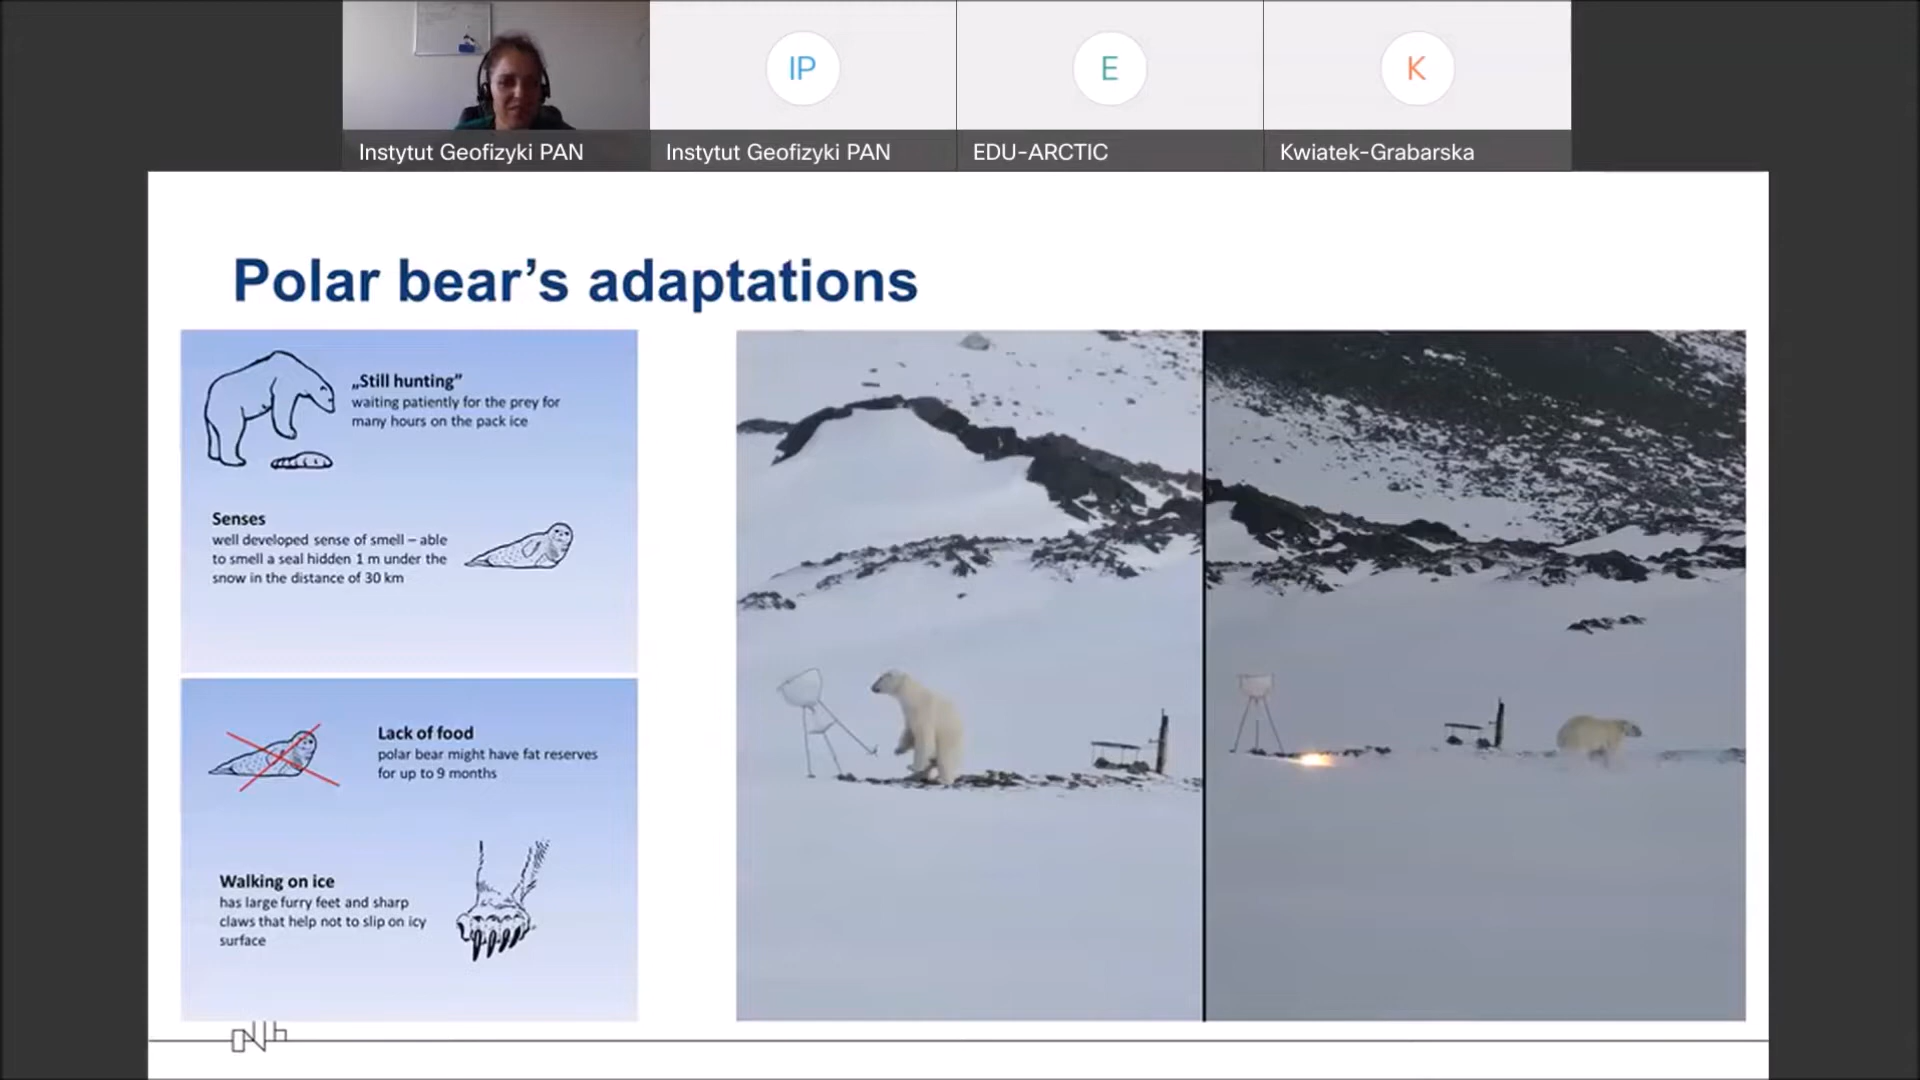 IP
E
K
Instytut Geofizyki PAN
Instytut Geofizyki PAN
EDU-ARCTIC
Kwiatek-Grabarska
Polar bear’s adaptations
„Still hunting”
waiting patiently for the prey for
many hours on the pack ice
Senses
well developed sense of smell – able
to smell a seal hidden 1 m under the
snow in the distance of 30 km
Lack of food
polar bear might have fat reserves
for up to 9 months
Walking on ice
has large furry feet and sharp
claws that help not to slip on icy
surface